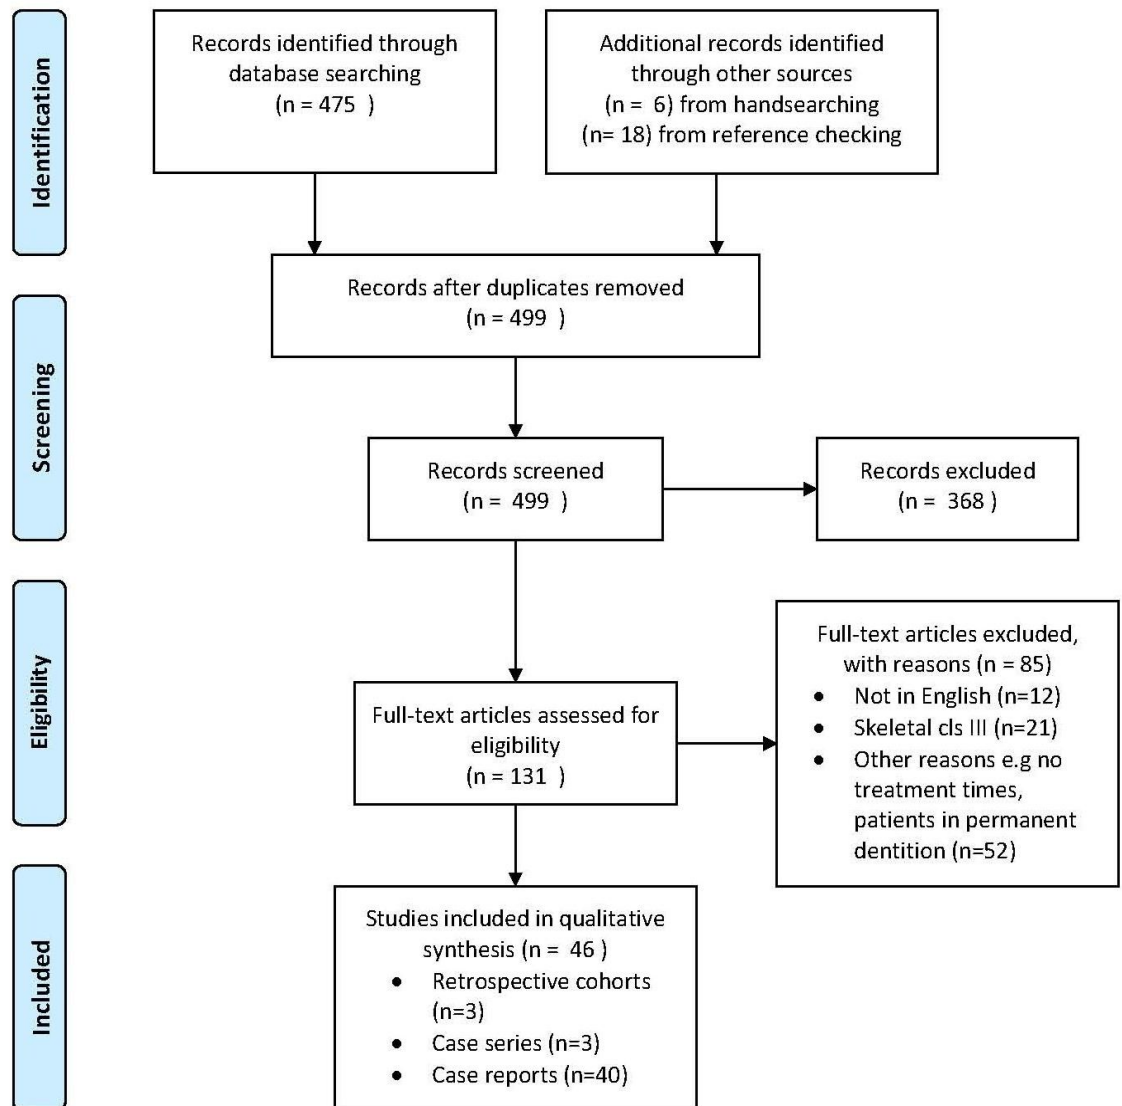 Identification
Records identified through
database searching
(n = 475 )
Additional records identified
through other sources
(n = 6) from handsearching
(n= 18) from reference checking
Records after duplicates removed
(n = 499 )
Screening
Records screened
(n = 499 )
Records excluded
(n = 368 )
Eligibility
Full-text articles assessed for
eligibility
(n = 131 )
Full-text articles excluded,
with reasons (n = 85)
• Not in English (n=12)
• Skeletal cls III (n=21)
• Other reasons e.g no
treatment times,
patients in permanent
dentition (n=52)
Included
Studies included in qualitative
synthesis (n = 46 )
• Retrospective cohorts
(n=3)
• Case series (n=3)
• Case reports (n=40)